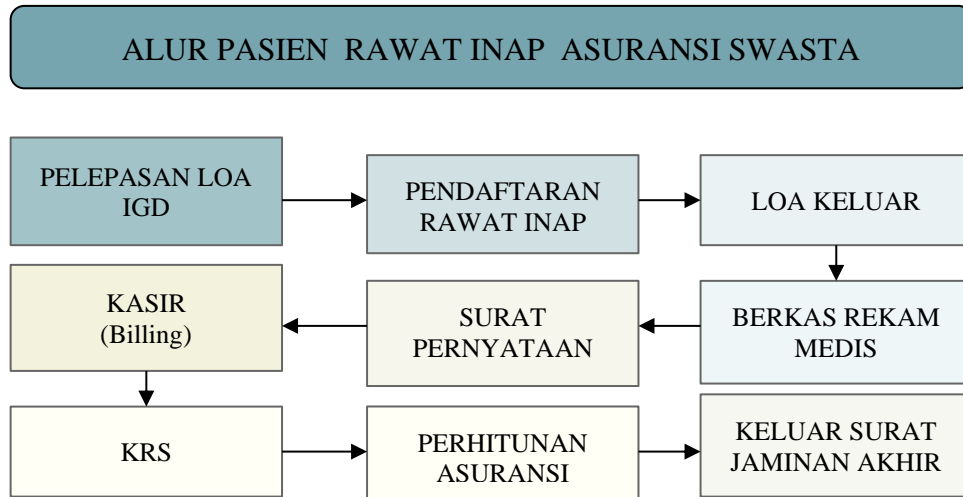 ALUR PASIEN RAWAT INAP ASURANSI SWASTA
PELEPASAN LOA
IGD
PENDAFTARAN
RAWAT INAP
LOA KELUAR
BERKAS REKAM
MEDIS
SURAT
PERNYATAAN
KASIR
(Billing)
KRS
PERHITUNAN
ASURANSI
KELUAR SURAT
JAMINAN AKHIR